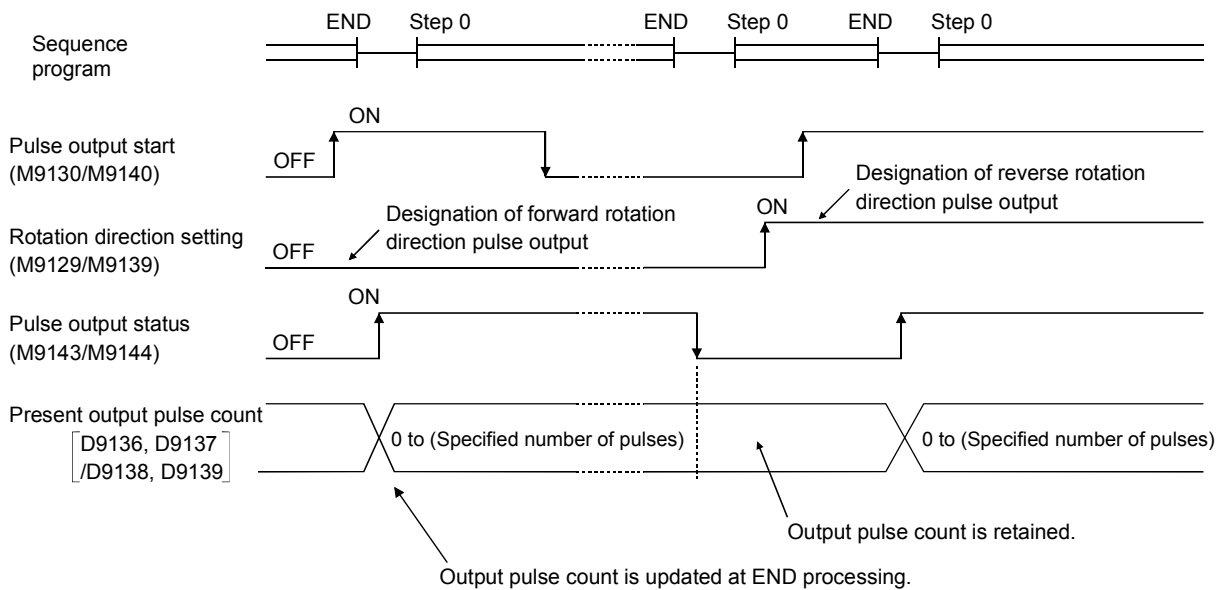 END Step 0 END Step 0 END Step 0
Sequence
program
ON
Pulse output start
(M9130/M9140)
OFF
Designation of reverse rotation
direction pulse output
Designation of forward rotation
direction pulse output
ON
Rotation direction setting
(M9129/M9139)
OFF
ON
Pulse output status
(M9143/M9144)
OFF
Present output pulse count
D9136, D9137
/D9138, D9139
0 to (Specified number of pulses) 0 to (Specified number of pulses)
Output pulse count is retained.
Output pulse count is updated at END processing.